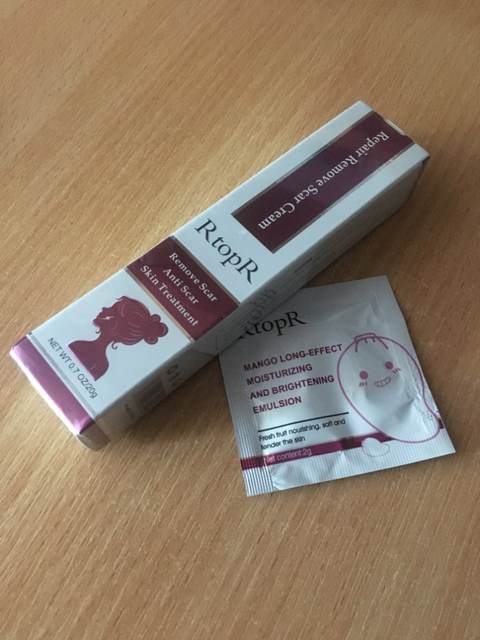 Repair Remove Scar Cream
RtopR
Remove Scar
Anti Scar
Skin Treatment
NET WT 0.7 OZ/20g
RtopR
MANGO LONG-EFFECT
MOISTURIZING
AND BRIGHTENING
EMULSION
Fresh fruit nourishing, soft and
tender the skin
Net content:2g